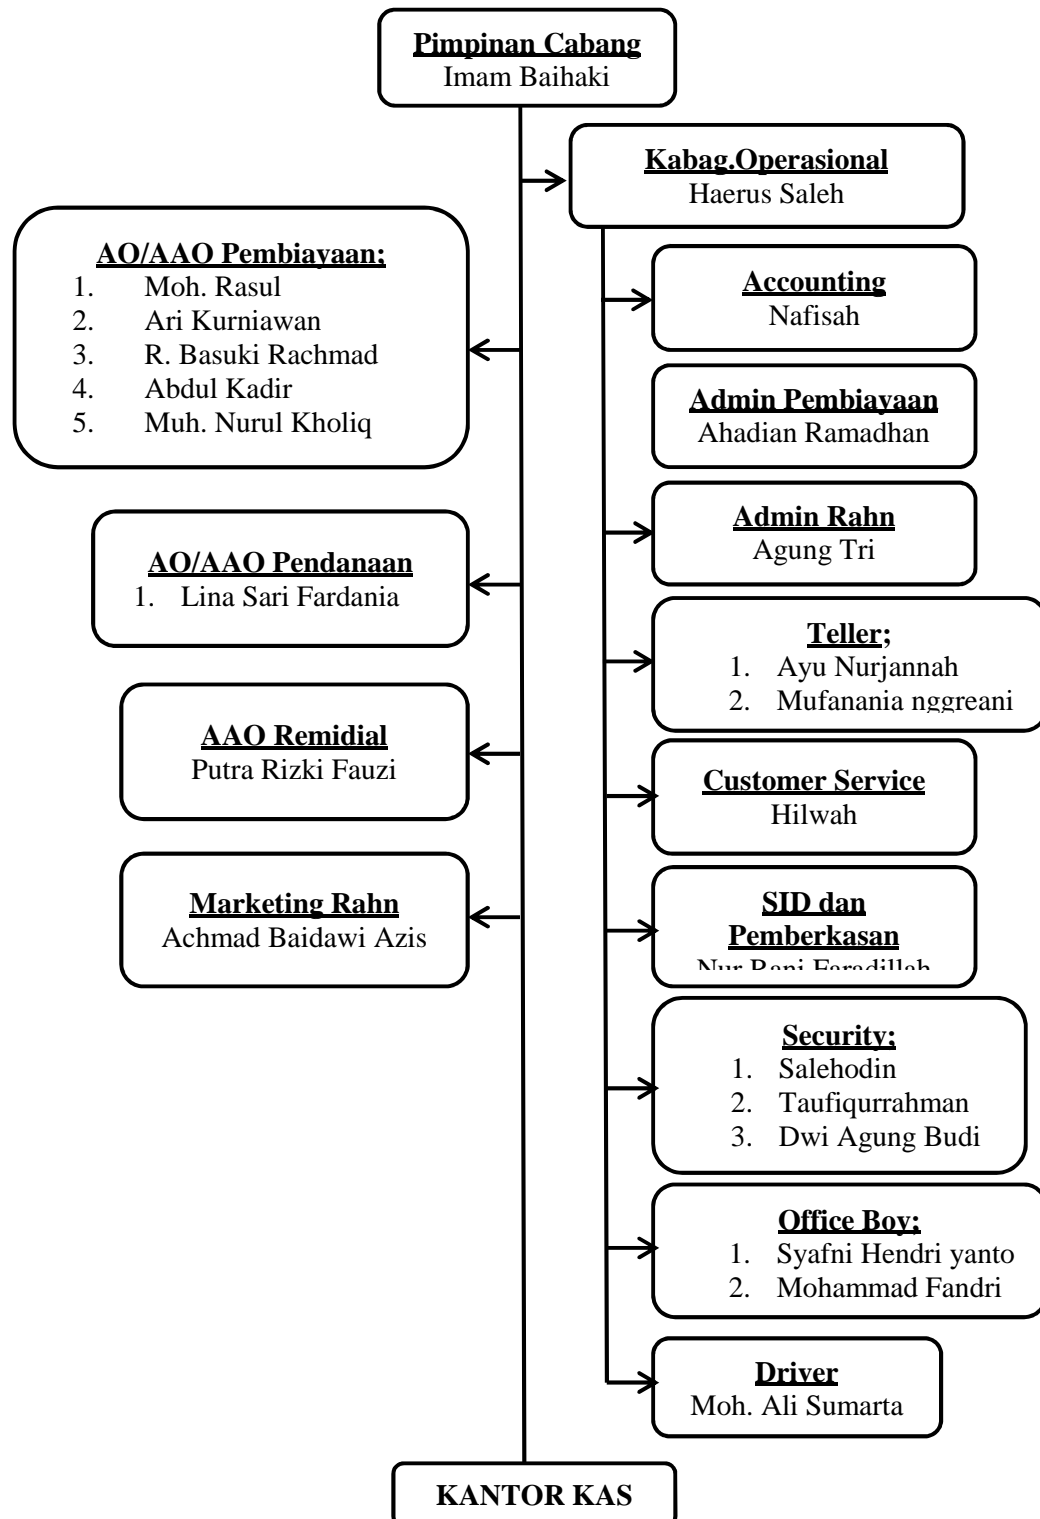 Pimpinan Cabang
Imam Baihaki
Kabag.Operasional
Haerus Saleh
AO/AAO Pembiayaan;
1. Moh. Rasul
2. Ari Kurniawan
3. R. Basuki Rachmad
4. Abdul Kadir
5. Muh. Nurul Kholiq
AO/AAO Pendanaan
1. Lina Sari Fardania
AAO Remidial
Putra Rizki Fauzi
Marketing Rahn
Achmad Baidawi Azis
Accounting
Nafisah
Admin Pembiayaan
Ahadian Ramadhan
Admin Rahn
Agung Tri
Teller;
1. Ayu Nurjannah
2. Mufanania nggreani
Customer Service
Hilwah
SID dan
Pemberkasan
Nur Rani Faradillah
Security;
1. Salehodin
2. Taufiqurrahman
3. Dwi Agung Budi
Office Boy;
1. Syafni Hendri yanto
2. Mohammad Fandri
Driver
Moh. Ali Sumarta
KANTOR KAS